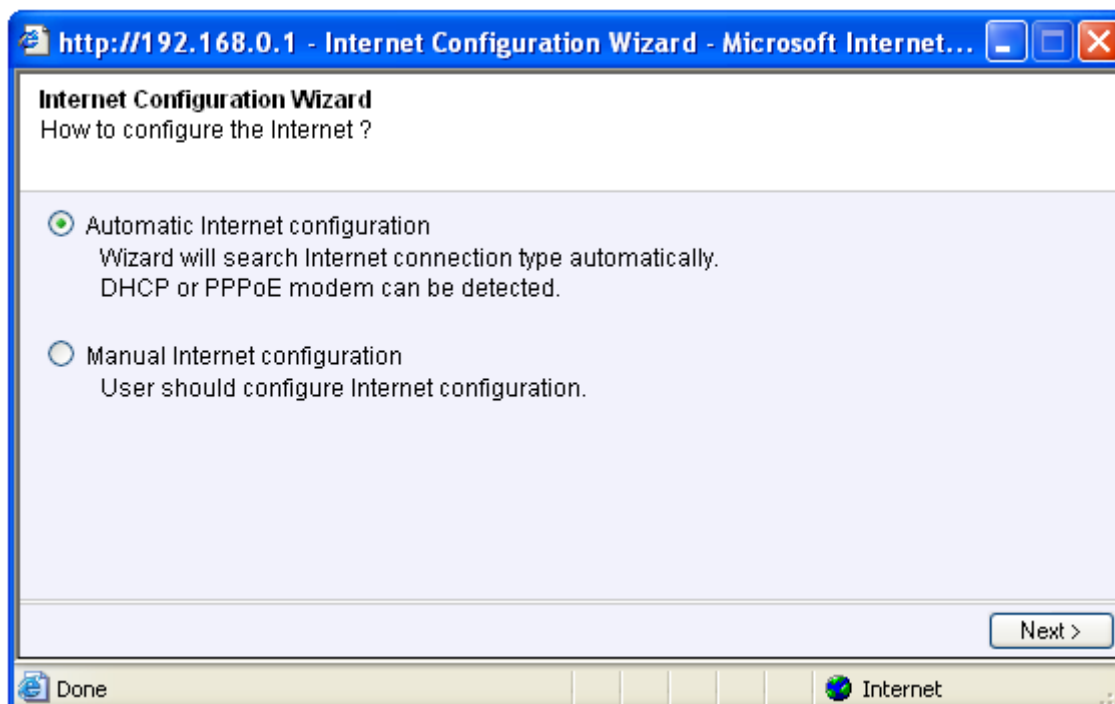 http://192.168.0.1 - Internet Configuration Wizard - Microsoft Internet...
Internet Configuration Wizard
How to configure the Internet ?
Automatic Internet configuration
Wizard will search Internet connection type automatically.
DHCP or PPPoE modem can be detected.
Manual Internet configuration
User should configure Internet configuration.
Next >
Done
Internet